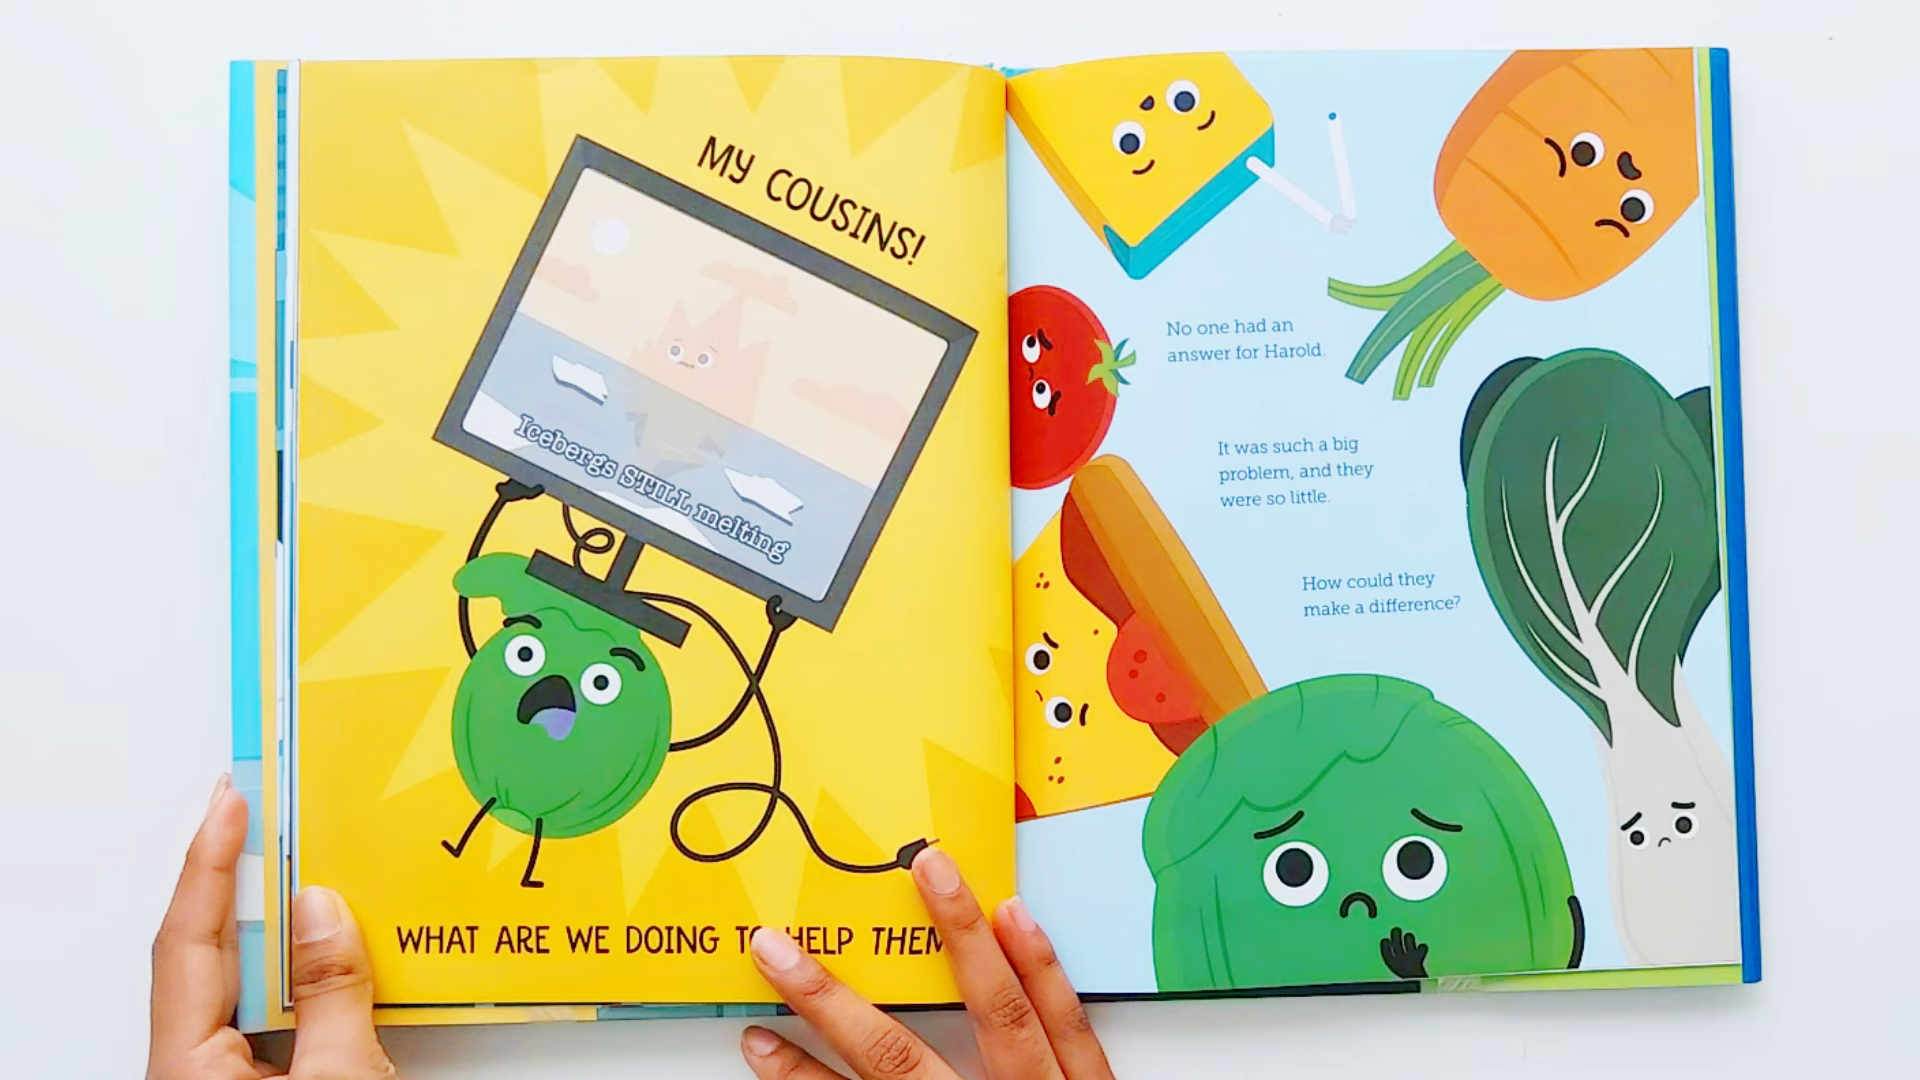 MY COUSINS!
Icebergs STILL melting
WHAT ARE WE DOING TO HELP THEM
No one had an
answer for Harold.
It was such a big
problem, and they
were so little.
How could they
make a difference?